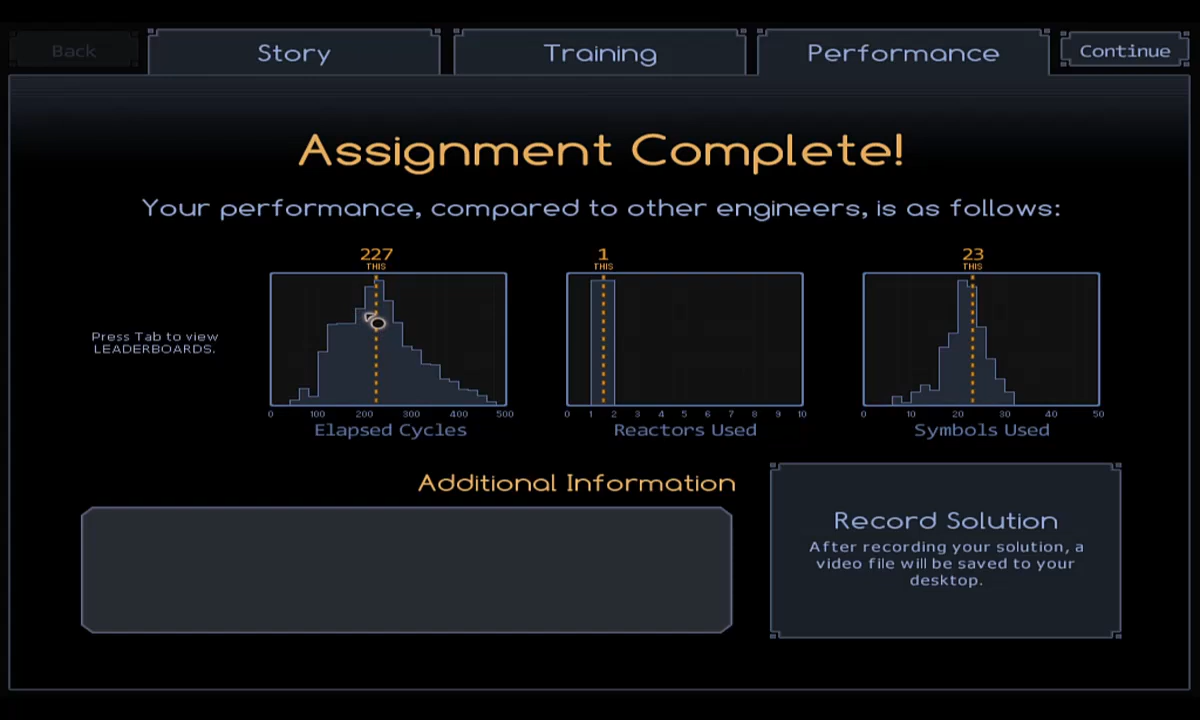 Back
Story
Training
Performance
Continue
Assignment Complete!
Your performance, compared to other engineers, is as follows:
Press Tab to view
LEADERBOARDS.
227
THIS
0 100 200 300 400 500
Elapsed Cycles
1
THIS
0 1 2 3 4 5 6 7 8 9 10
Reactors Used
23
THIS
0 10 20 30 40 50
Symbols Used
Additional Information
Record Solution
After recording your solution, a
video file will be saved to your
desktop.